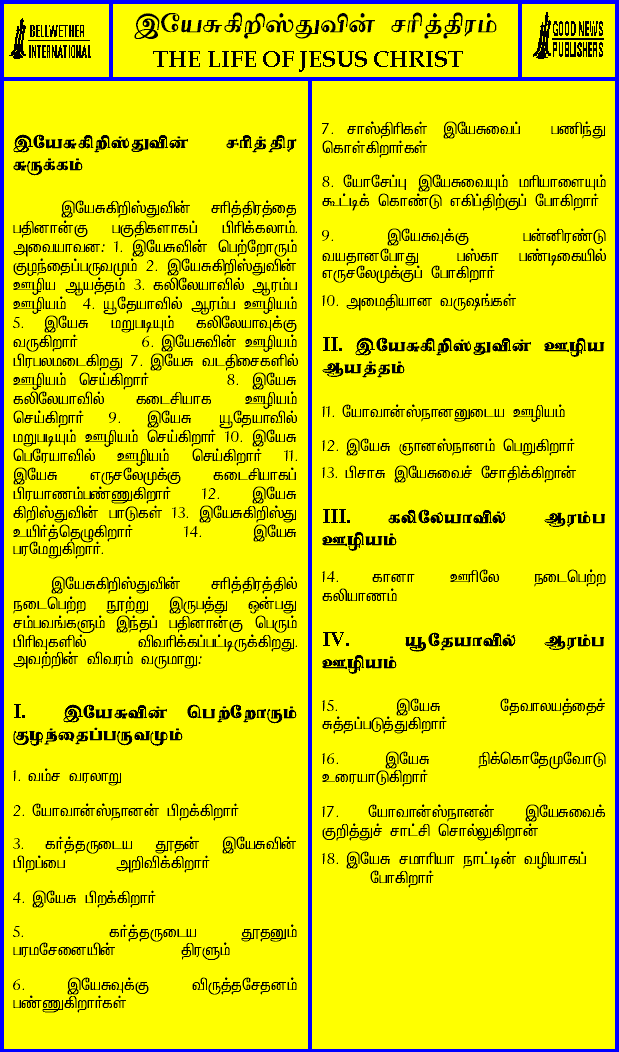 BELLWETHER
INTERNATIONAL
இயேசுகிறிஸ்துவின் சரித்திரம்
THE LIFE OF JESUS CHRIST
GOOD NEWS
PUBLISHERS
இயேசுகிறிஸ்துவின் சரித்திர
சுருக்கம்
இயேசுகிறிஸ்துவின் சரித்திரத்தை
பதினான்கு பகுதிகளாகப் பிரிக்கலாம்.
அவையாவன: 1. இயேசுவின் பெற்றோரும்
குழந்தைப்பருவமும் 2. இயேசுகிறிஸ்துவின்
ஊழிய ஆயத்தம் 3. கலிலேயாவில் ஆரம்ப
ஊழியம் 4. யூதேயாவில் ஆரம்ப ஊழியம்
5. இயேசு மறுபடியும் கலிலேயாவுக்கு
வருகிறார் 6. இயேசுவின் ஊழியம்
பிரபலமடைகிறது 7. இயேசு வடதிசைகளில்
ஊழியம் செய்கிறார் 8. இயேசு
கலிலேயாவில் கடைசியாக ஊழியம்
செய்கிறார் 9. இயேசு யூதேயாவில்
மறுபடியும் ஊழியம் செய்கிறார் 10. இயேசு
பெரேயாவில் ஊழியம் செய்கிறார் 11.
இயேசு எருசலேமுக்கு கடைசியாகப்
பிரயாணம்பண்ணுகிறார் 12. இயேசு
கிறிஸ்துவின் பாடுகள் 13. இயேசுகிறிஸ்து
உயிர்த்தெழுகிறார் 14. இயேசு
பரமேறுகிறார்.
இயேசுகிறிஸ்துவின் சரித்திரத்தில்
நடைபெற்ற நூற்று இருபத்து ஒன்பது
சம்பவங்களும் இந்தப் பதினான்கு பெரும்
பிரிவுகளில் விவரிக்கப்பட்டிருக்கிறது.
அவற்றின் விவரம் வருமாறு:
I. இயேசுவின் பெற்றோரும்
குழந்தைப்பருவமும்
1. வம்ச வரலாறு
2. யோவான்ஸ்நானன் பிறக்கிறார்
3. கர்த்தருடைய தூதன் இயேசுவின்
பிறப்பை அறிவிக்கிறார்
4. இயேசு பிறக்கிறார்
5. கர்த்தருடைய தூதனும்
பரமசேனையின் திரளும்
6. இயேசுவுக்கு விருத்தசேதனம்
பண்ணுகிறார்கள்
7. சாஸ்திரிகள் இயேசுவைப் பணிந்து
கொள்கிறார்கள்
8. யோசேப்பு இயேசுவையும் மரியாளையும்
கூட்டிக் கொண்டு எகிப்திற்குப் போகிறார்
9. இயேசுவுக்கு பன்னிரண்டு
வயதானபோது பஸ்கா பண்டிகையில்
எருசலேமுக்குப் போகிறார்
10. அமைதியான வருஷங்கள்
II. இயேசுகிறிஸ்துவின் ஊழிய
ஆயத்தம்
11. யோவான்ஸ்நானனுடைய ஊழியம்
12. இயேசு ஞானஸ்நானம் பெறுகிறார்
13. பிசாசு இயேசுவைச் சோதிக்கிறான்
III. கலிலேயாவில் ஆரம்ப
ஊழியம்
14. கானா ஊரிலே நடைபெற்ற
கலியாணம்
IV. யூதேயாவில் ஆரம்ப
ஊழியம்
15. இயேசு தேவாலயத்தைச்
சுத்தப்படுத்துகிறார்
16. இயேசு நிக்கொதேமுவோடு
உரையாடுகிறார்
17. யோவான்ஸ்நானன் இயேசுவைக்
குறித்துச் சாட்சி சொல்லுகிறான்
18. இயேசு சமாரியா நாட்டின் வழியாகப்
போகிறார்